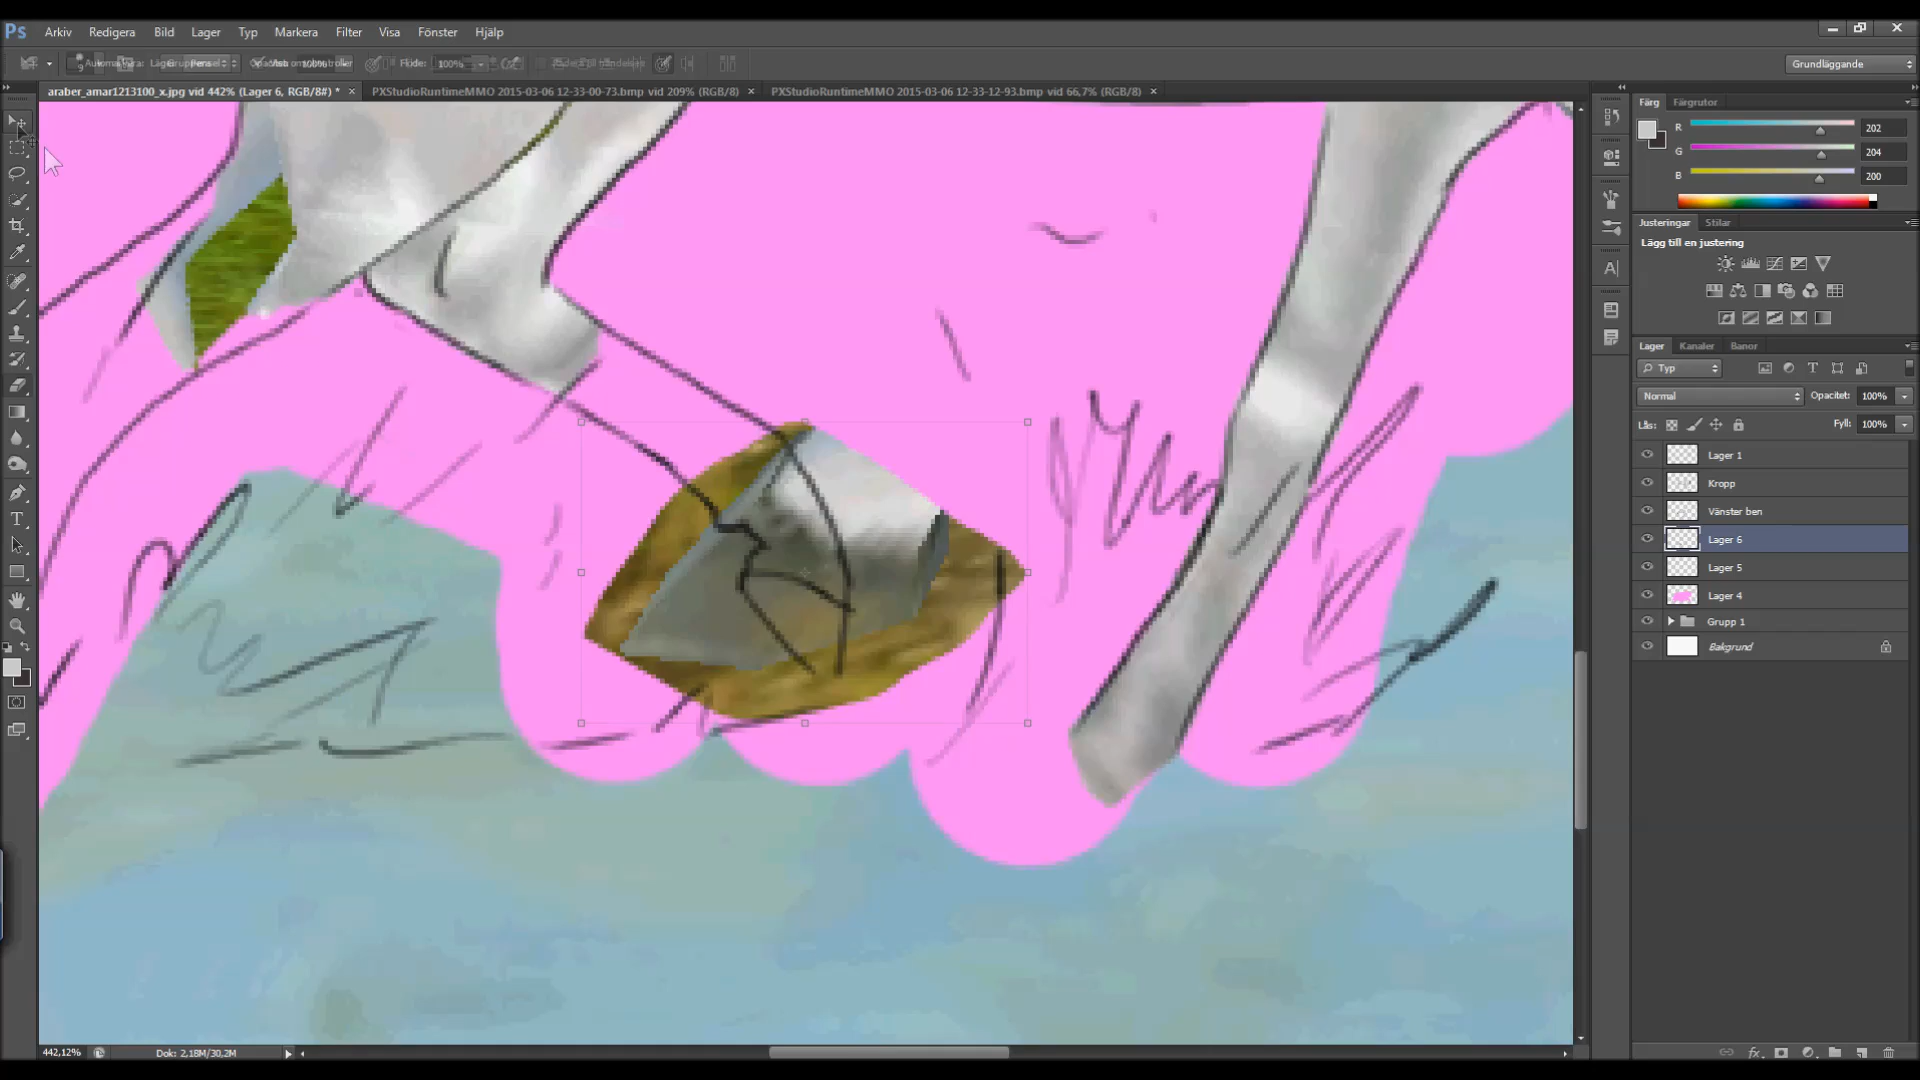 Ps Arkiv Redigera Bild Lager Typ Markera Filter Visa Fönster Hjälp
100% Flöde: 100% Grundläggande
araber_amar1213100_x.jpg vid 442% (Lager 6, RGB/8#) * × PXStudioRuntimeMMO 2015-03-06 12-33-00-73.bmp vid 209% (RGB/8) × PXStudioRuntimeMMO 2015-03-06 12-33-12-93.bmp vid 66,7% (RGB/8) ×
Färg Färgrutor
R 202
G 204
B 200
Justeringar Stilar
Lägg till en justering
Lager Kanaler Banor
Typ
Normal Opacitet: 100%
Lås: Fyll: 100%
Lager 1
Kropp
Vänster ben
Lager 6
Lager 5
Lager 4
Grupp 1
Bakgrund
442,12% Dok: 2,18M/30,2M